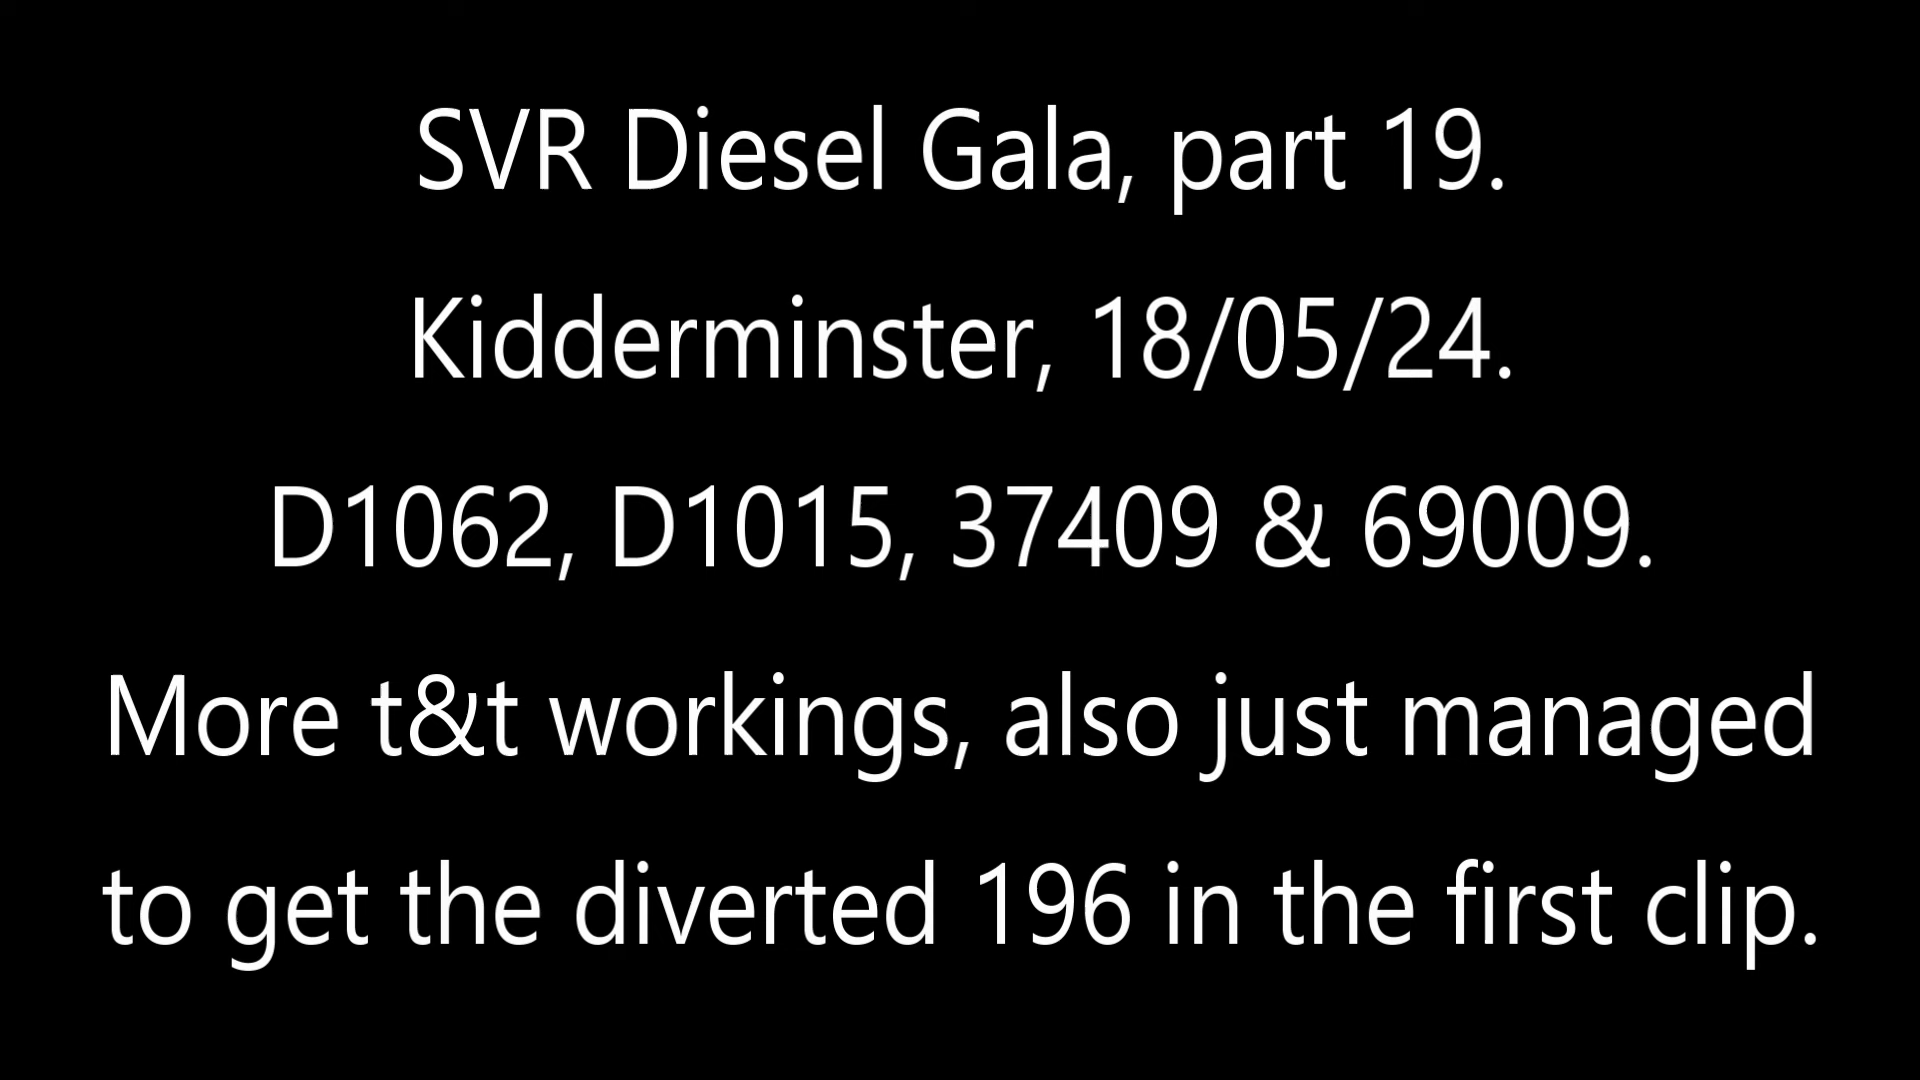 SVR Diesel Gala, part 19.
Kidderminster, 18/05/24.
D1062, D1015, 37409 & 69009.
More t&t workings, also just managed
to get the diverted 196 in the first clip.